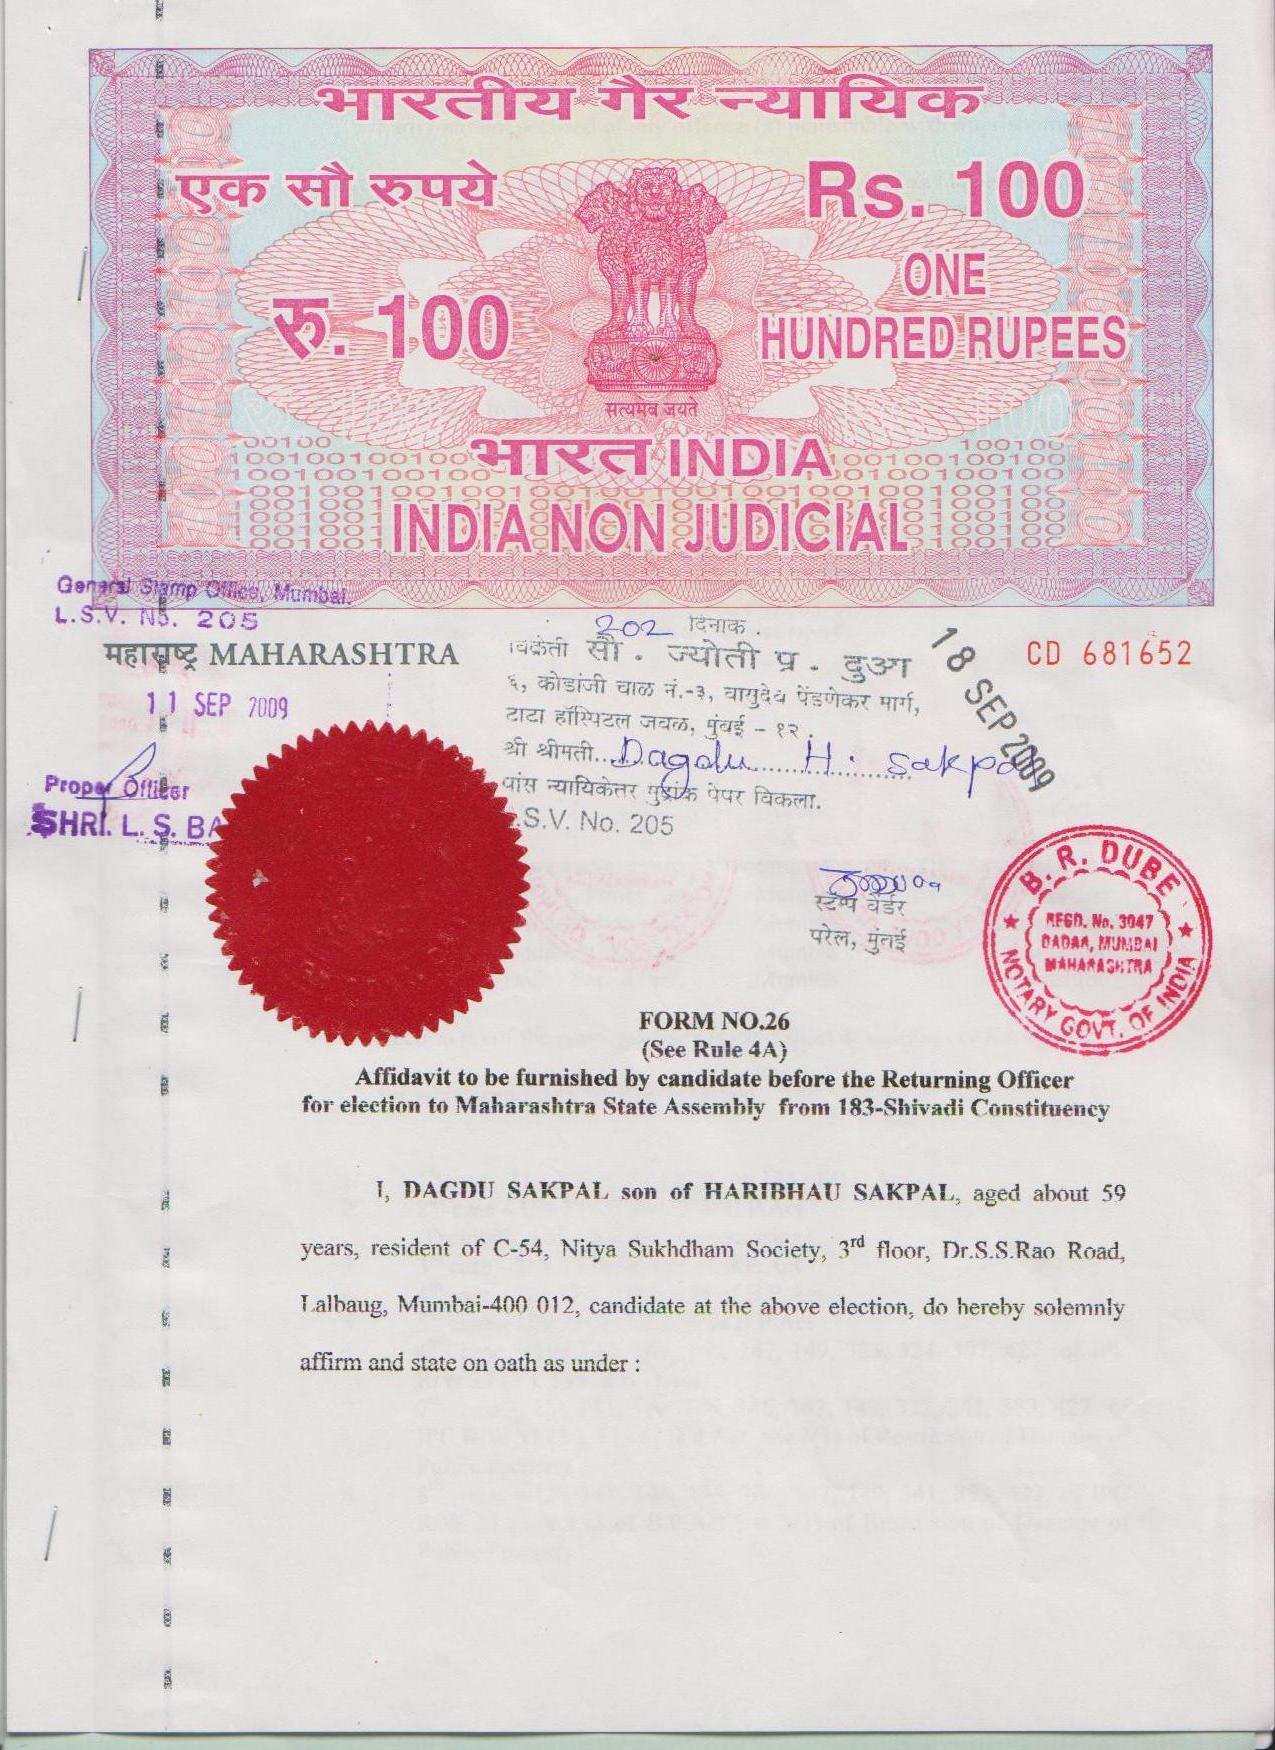 भारतीय गैर न्यायिक
एक सौ रुपये
Rs. 100
रु. 100
ONE
HUNDRED RUPEES
सत्यमेव जयते
भारत INDIA
INDIA NON JUDICIAL
General Stamp Office, Mumbai.
L.S.V. No. 205
महाराष्ट्र MAHARASHTRA
11 SEP 2009
Proper Officer
SHRI. L. S. BA
202 दिनाक .
विक्रेती सौ . ज्योती प्र . दुआ
६, कोडांजी चाळ नं.-३, वासुदेव पेंडणेकर मार्ग,
टाटा हॉस्पिटल जवळ, मुंबई - १२ .
श्री श्रीमती...Dagdu H. Sakpal
यांस न्यायिकेतर मुद्रांक पेपर विकला.
.S.V. No. 205
18 SEP 2009
CD 681652
स्टॅम्प वेंडर
परेल, मुंबई
B. R. DUBE
REGD. No. 3047
DADAR, MUMBAI
MAHARASHTRA
NOTARY GOVT. OF INDIA
FORM NO.26
(See Rule 4A)
Affidavit to be furnished by candidate before the Returning Officer
for election to Maharashtra State Assembly from 183-Shivadi Constituency
I, DAGDU SAKPAL son of HARIBHAU SAKPAL, aged about 59
years, resident of C-54, Nitya Sukhdham Society, 3rd floor, Dr.S.S.Rao Road,
Lalbaug, Mumbai-400 012, candidate at the above election, do hereby solemnly
affirm and state on oath as under :